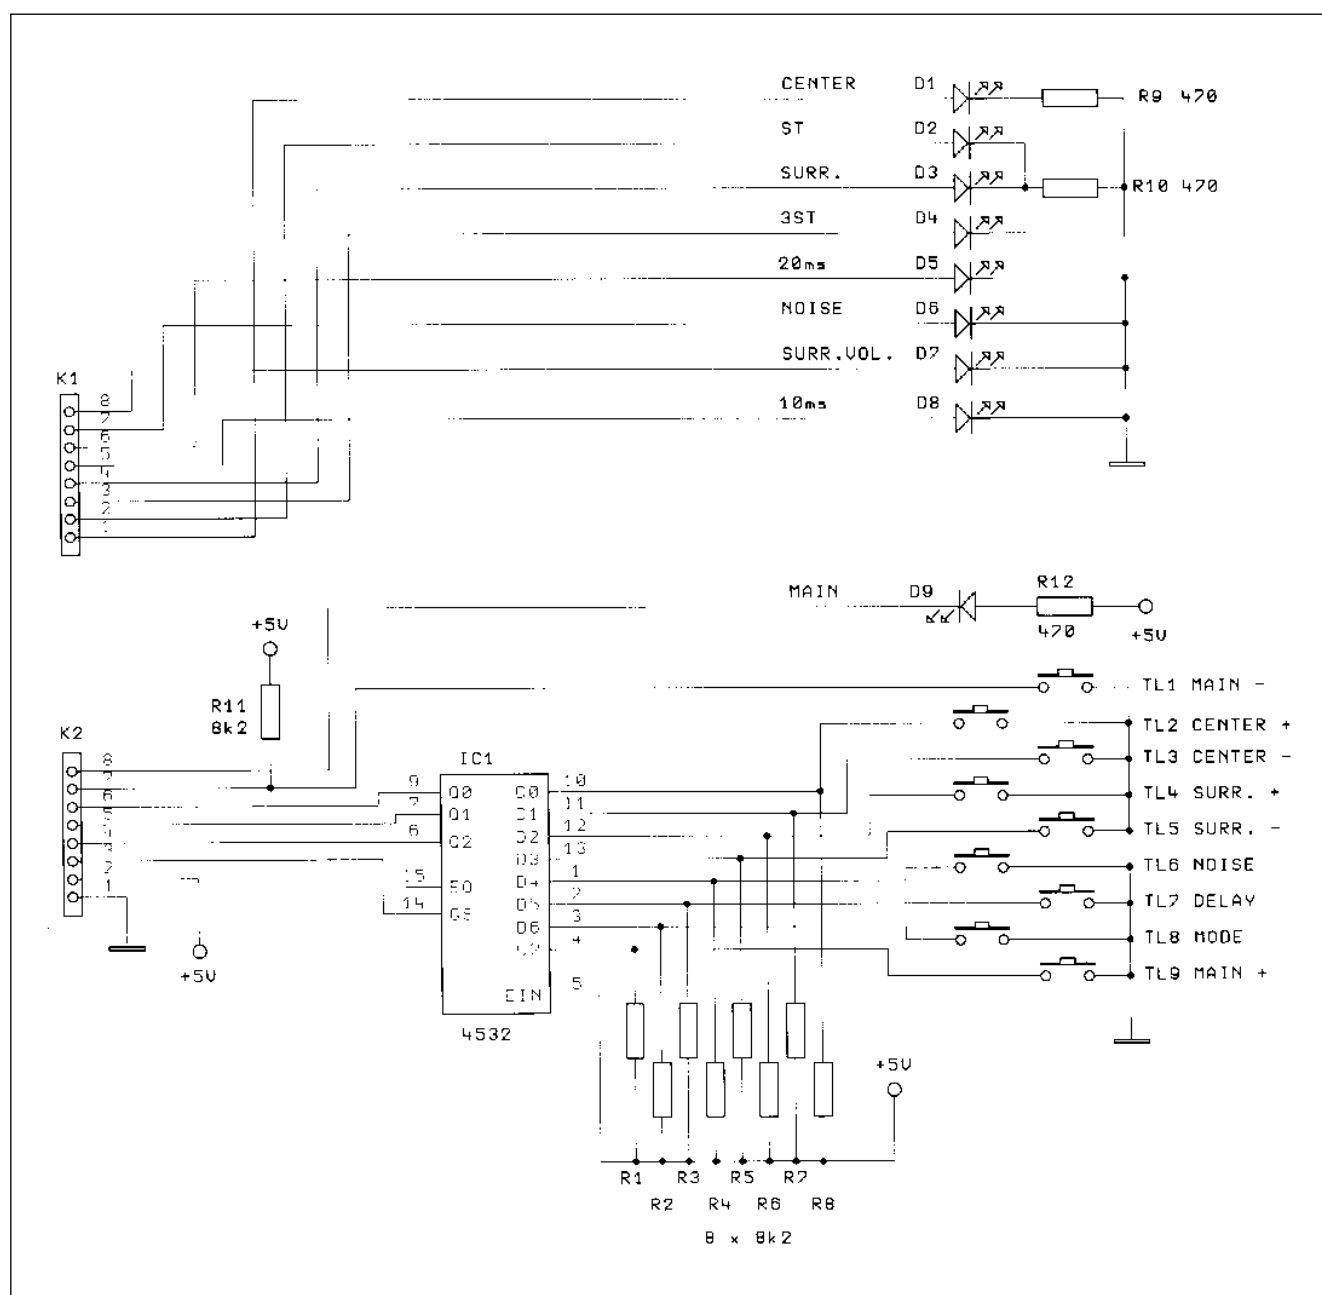 CENTER D1 R9 470
ST D2
SURR. D3 R10 470
3ST D4
20ms D5
NOISE D6
SURR.VOL. D7
10ms D8
K1
8
7
6
5
4
3
2
1
MAIN D9 R12
470
+5V
+5V
R11
8k2
K2
8
7
6
5
4
3
2
1
IC1
9 Q0 D0 10
7 Q1 D1 11
6 Q2 D2 12
D3 13
15 EO D4 1
14 GS D5 2
D6 3
D7 4
EIN 5
4532
+5V
TL1 MAIN -
TL2 CENTER +
TL3 CENTER -
TL4 SURR. +
TL5 SURR. -
TL6 NOISE
TL7 DELAY
TL8 MODE
TL9 MAIN +
+5V
R1 R3 R5 R7
R2 R4 R6 R8
8 x 8k2